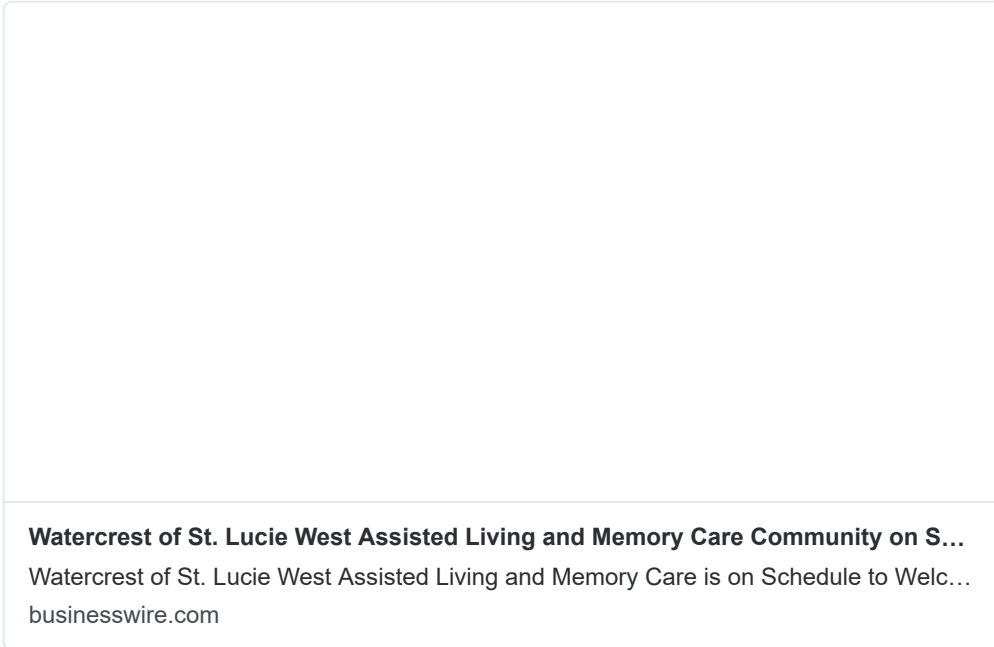 Watercrest of St. Lucie West Assisted Living and Memory Care Community on S…
Watercrest of St. Lucie West Assisted Living and Memory Care is on Schedule to Welc…
businesswire.com